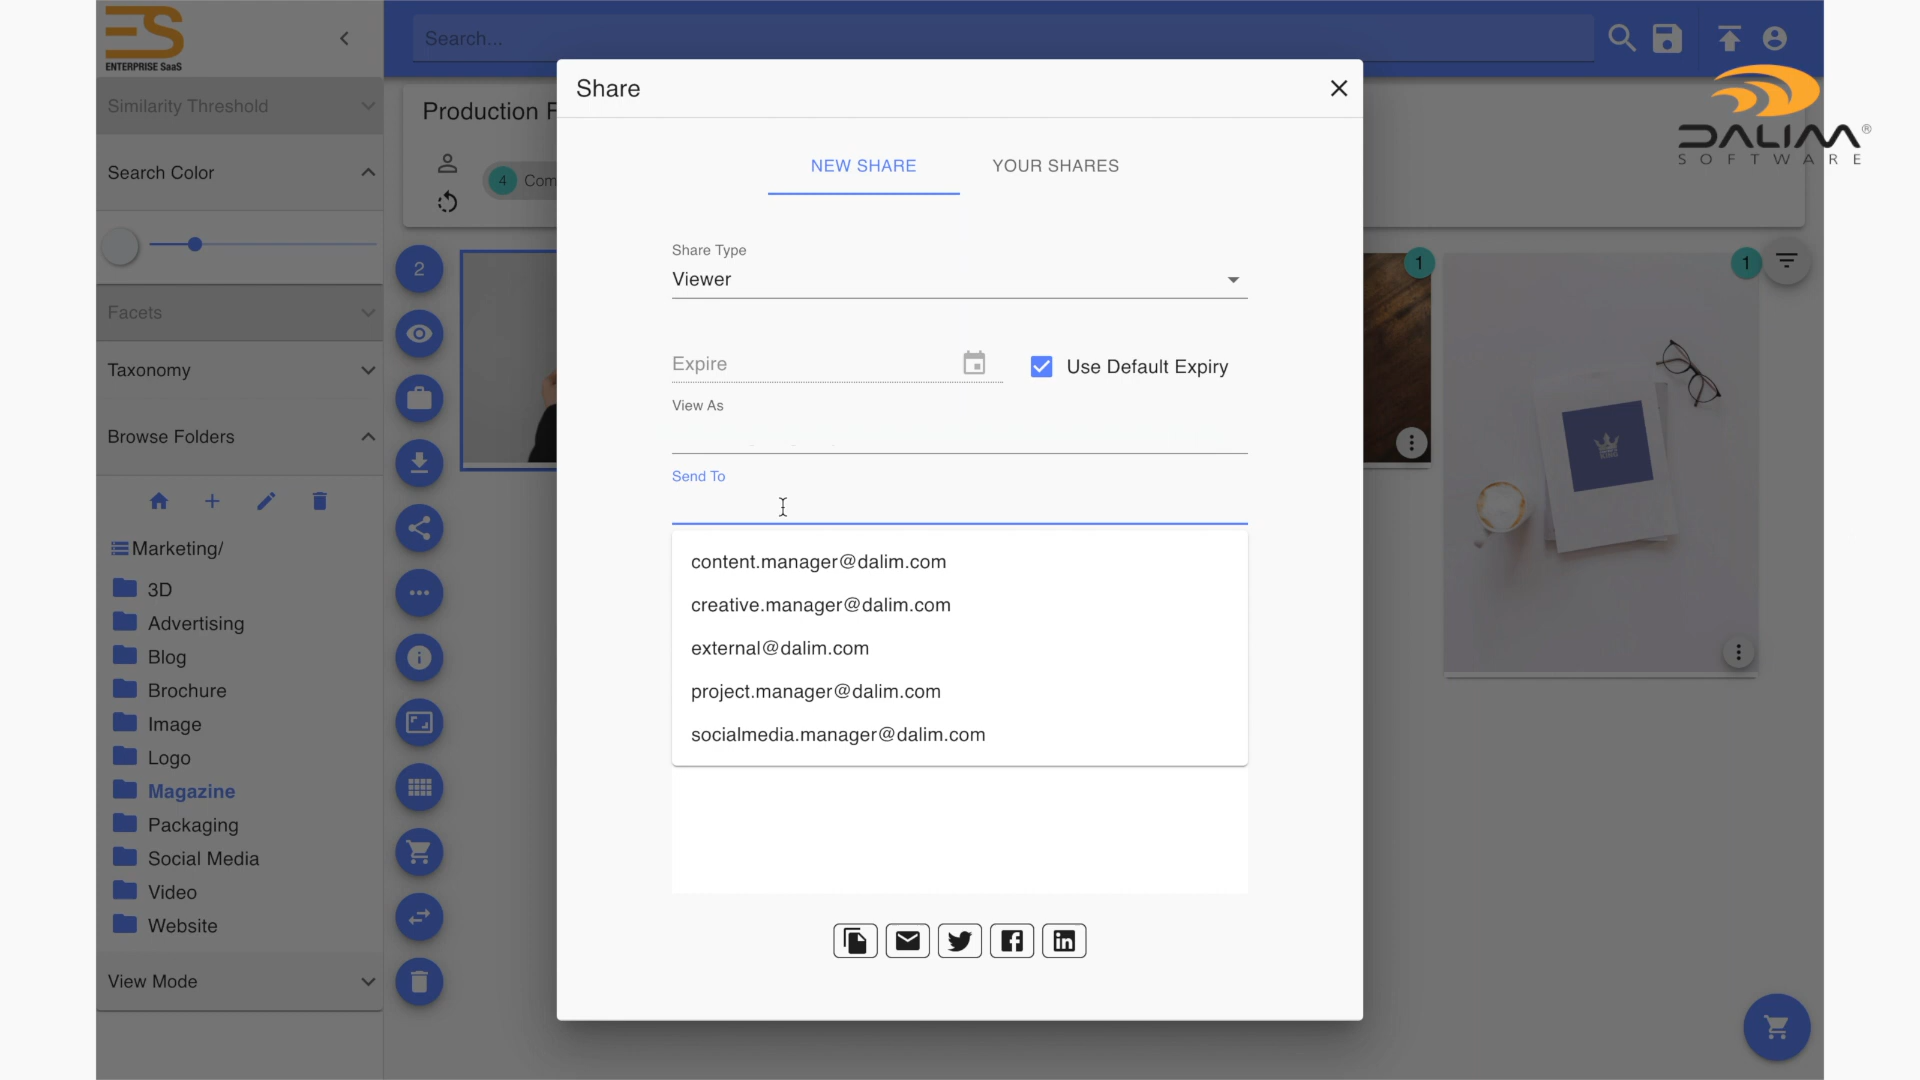 ES
ENTERPRISE SaaS
Search...
DALIM®
SOFTWARE
Similarity Threshold
Search Color
Facets
Taxonomy
Browse Folders
Marketing/
3D
Advertising
Blog
Brochure
Image
Logo
Magazine
Packaging
Social Media
Video
Website
View Mode
Production F
4 Com
2
Share
NEW SHARE
YOUR SHARES
Share Type
Viewer
Expire
Use Default Expiry
View As
Send To
content.manager@dalim.com
creative.manager@dalim.com
external@dalim.com
project.manager@dalim.com
socialmedia.manager@dalim.com
1
1